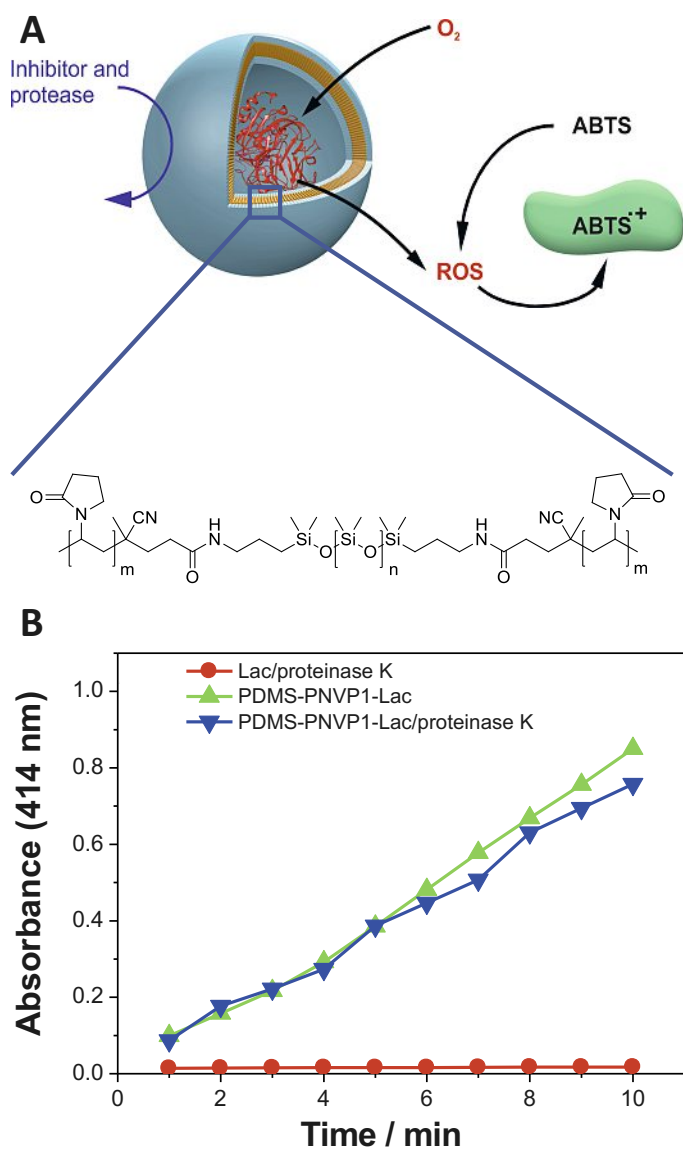 A
O2
Inhibitor and
protease
ABTS
ABTS·+
ROS
O
N
CN
m
H
N
O
Si
O
Si
O
Si
n
N
H
O
NC
N
O
m
B
Lac/proteinase K
PDMS-PNVP1-Lac
PDMS-PNVP1-Lac/proteinase K
Absorbance (414 nm)
1.0
0.8
0.6
0.4
0.2
0.0
0 2 4 6 8 10
Time / min